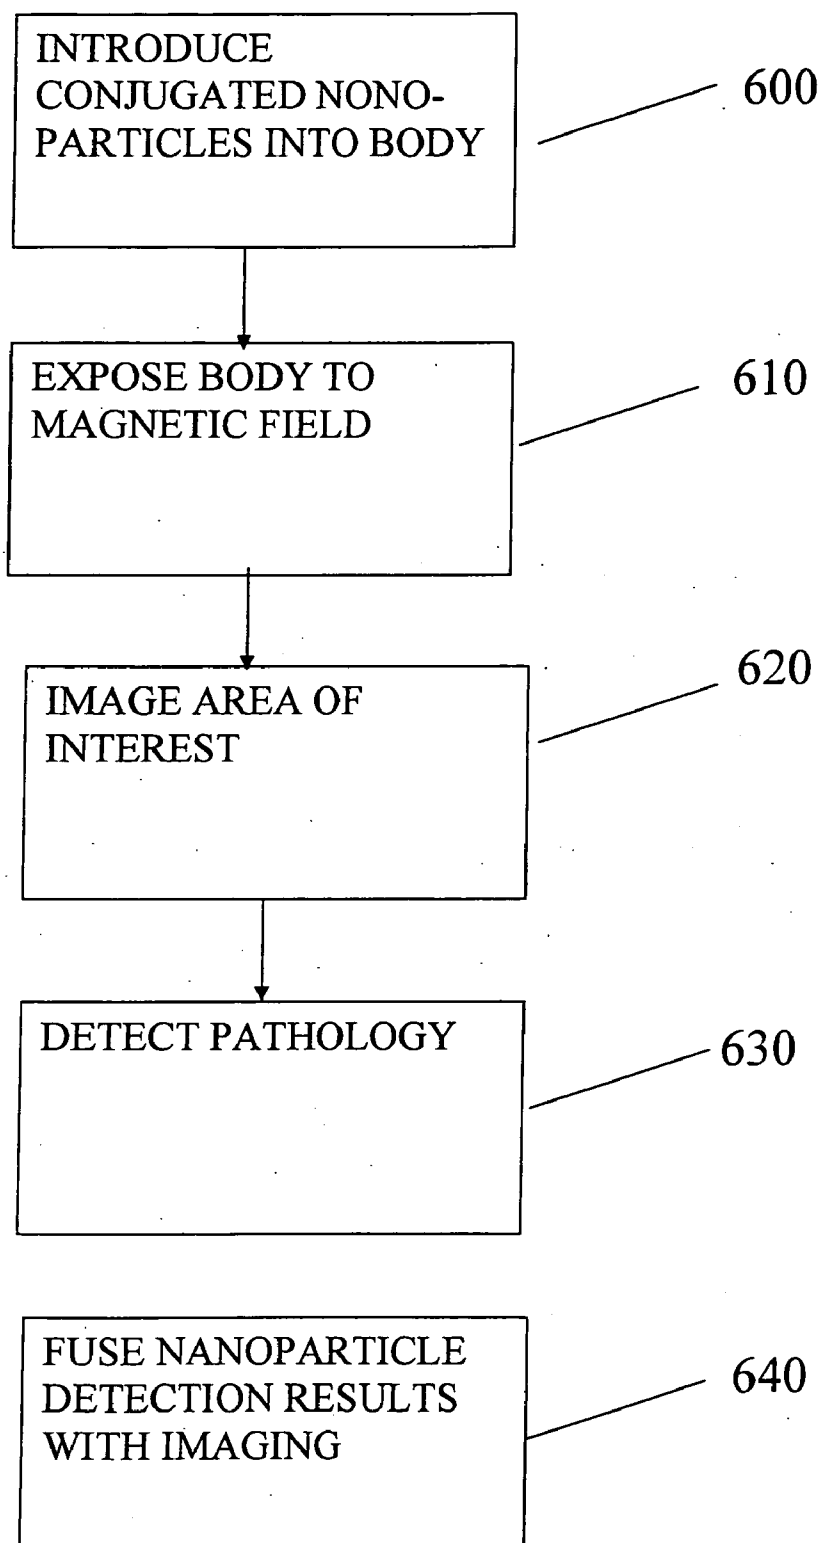 INTRODUCE
CONJUGATED NONO-
PARTICLES INTO BODY
600
EXPOSE BODY TO
MAGNETIC FIELD
610
IMAGE AREA OF
INTEREST
620
DETECT PATHOLOGY
630
FUSE NANOPARTICLE
DETECTION RESULTS
WITH IMAGING
640